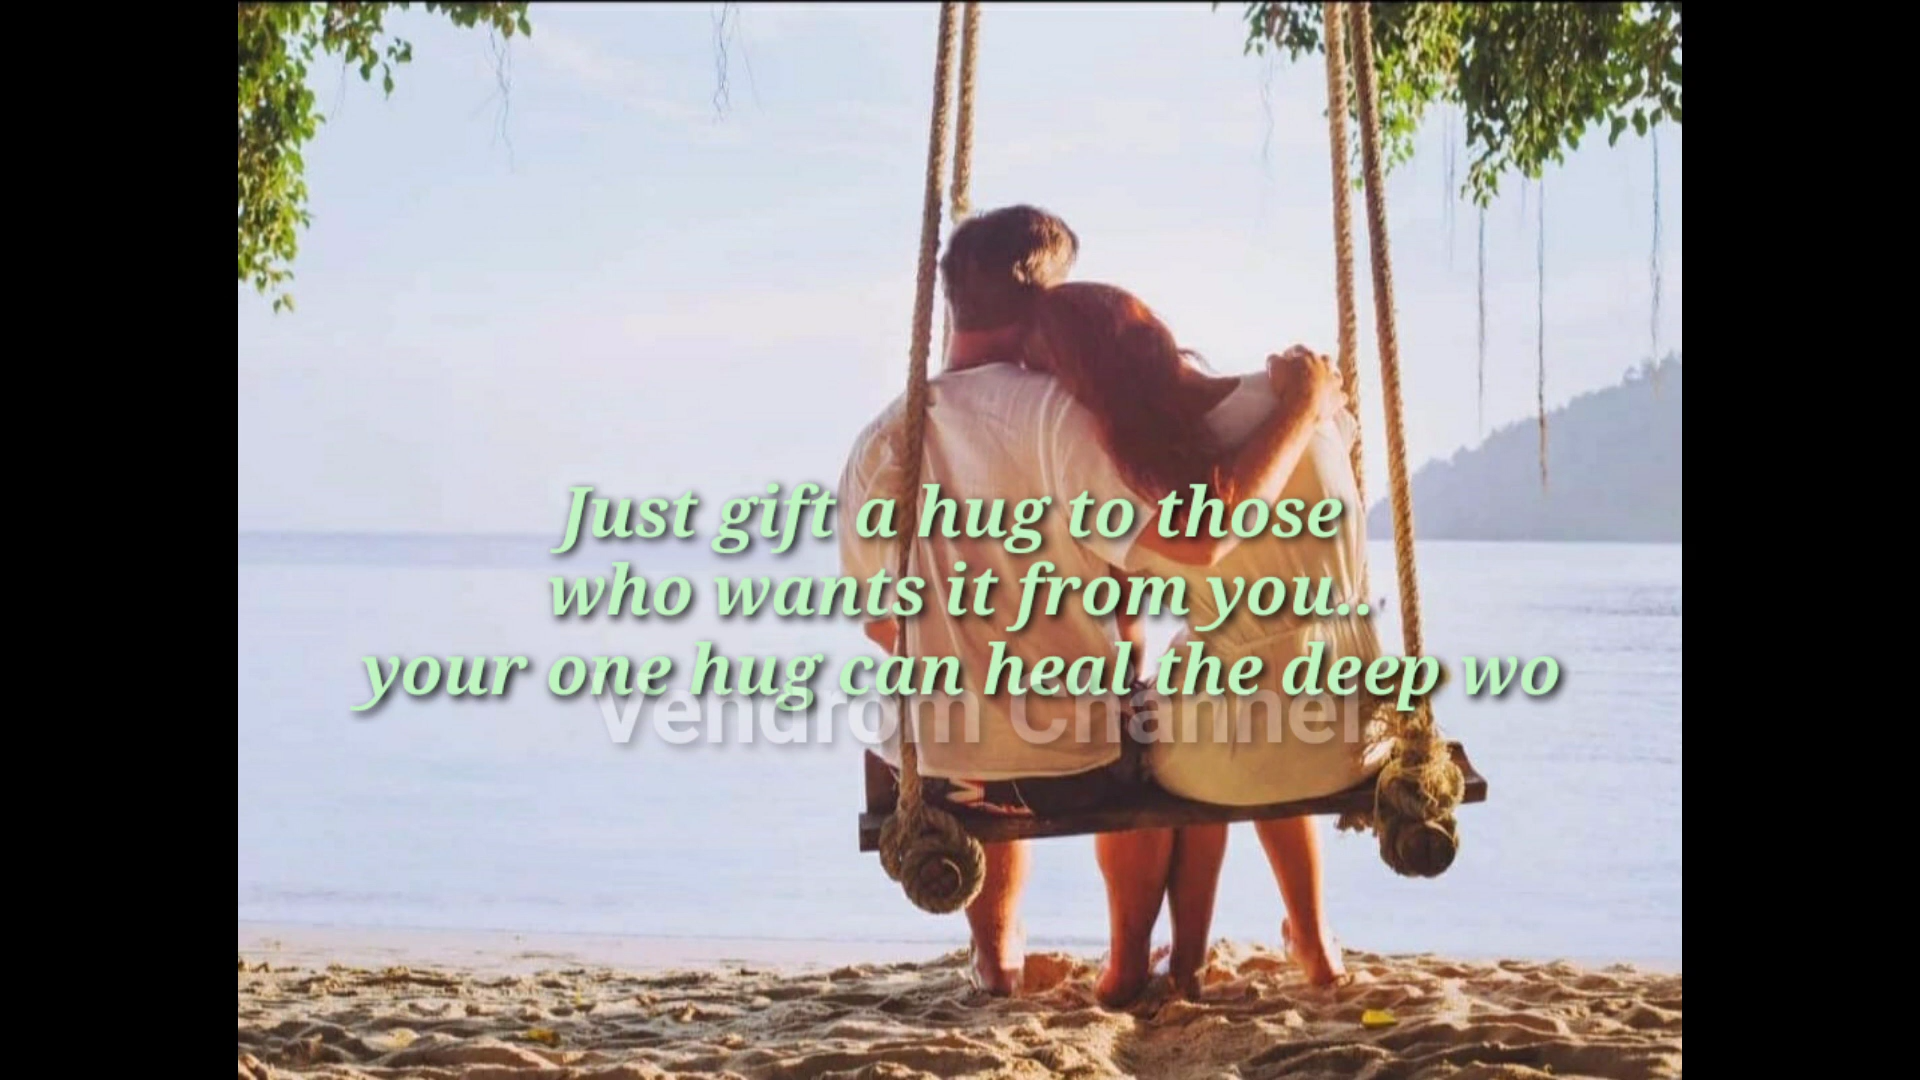 Just gift a hug to those
who wants it from you..
your one hug can heal the deep wo
Vendrom Channel